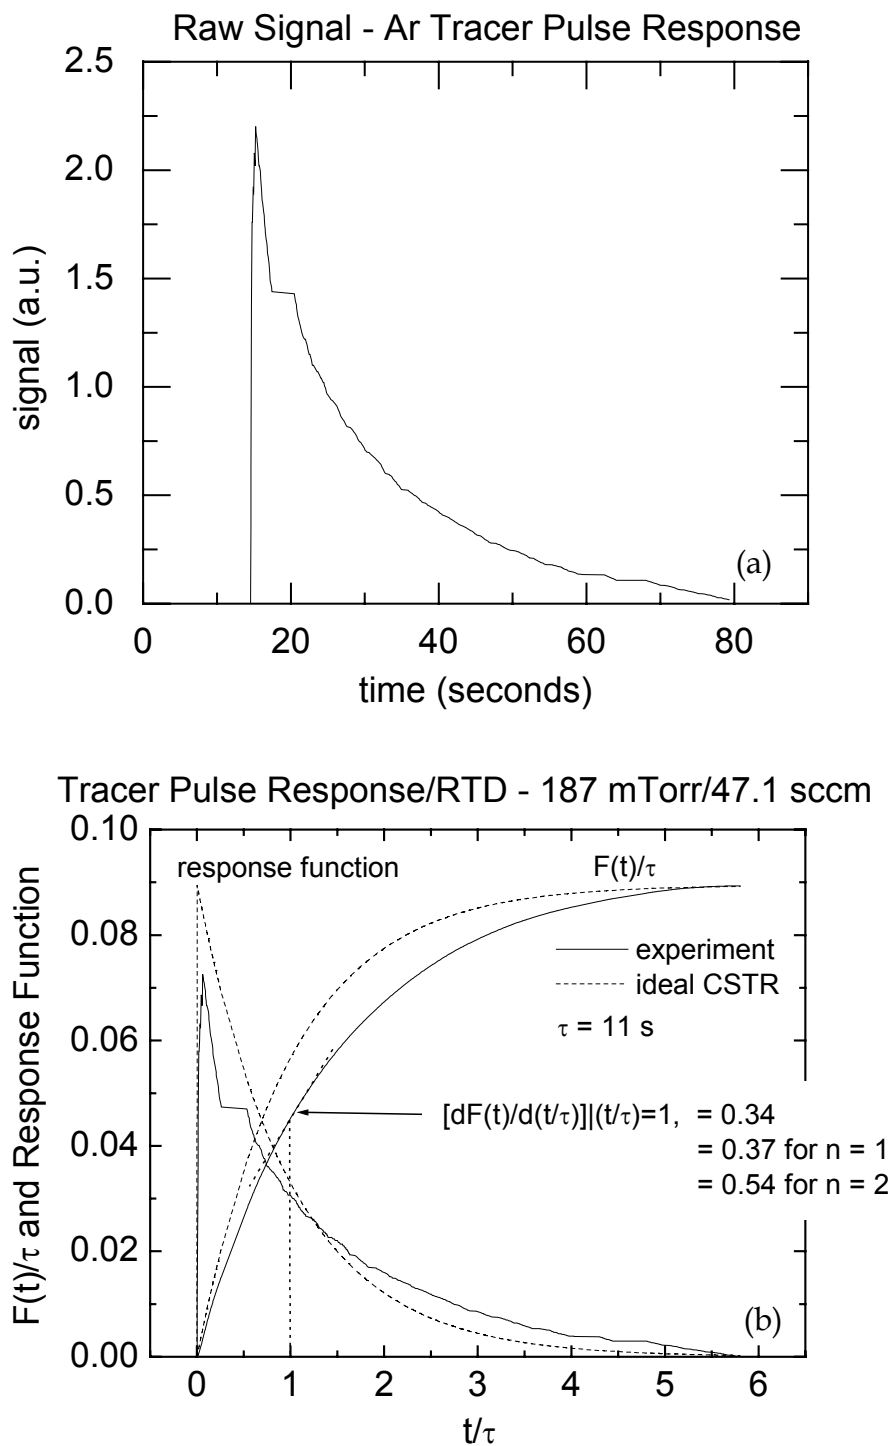 Raw Signal - Ar Tracer Pulse Response
2.5
2.0
1.5
1.0
0.5
0.0
signal (a.u.)
(a)
0 20 40 60 80
time (seconds)
Tracer Pulse Response/RTD - 187 mTorr/47.1 sccm
0.10
0.08
0.06
0.04
0.02
0.00
F(t)/τ and Response Function
response function F(t)/τ
experiment
ideal CSTR
τ = 11 s
[dF(t)/d(t/τ)]|(t/τ)=1, = 0.34
= 0.37 for n = 1
= 0.54 for n = 2
(b)
0 1 2 3 4 5 6
t/τ